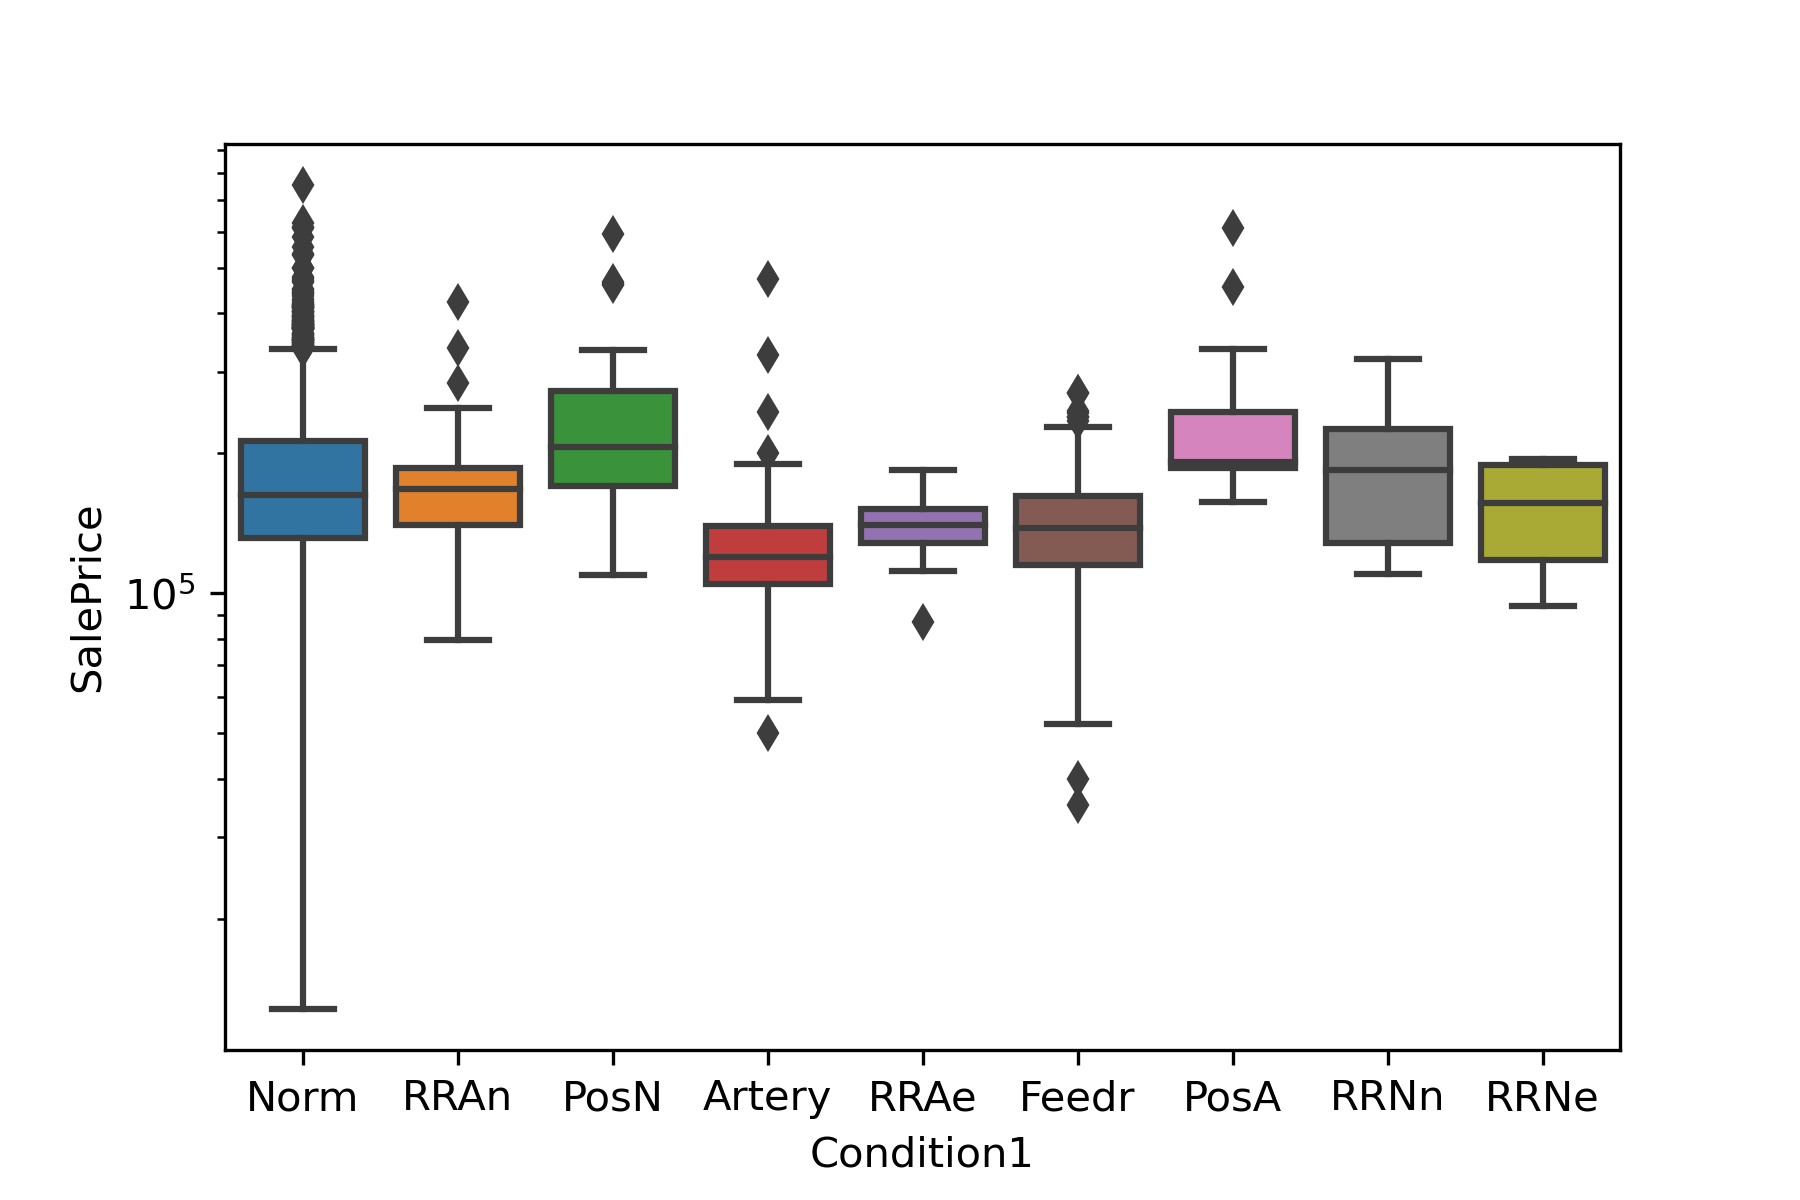 SalePrice
10⁵
Norm RRAn PosN Artery RRAe Feedr PosA RRNn RRNe
Condition1